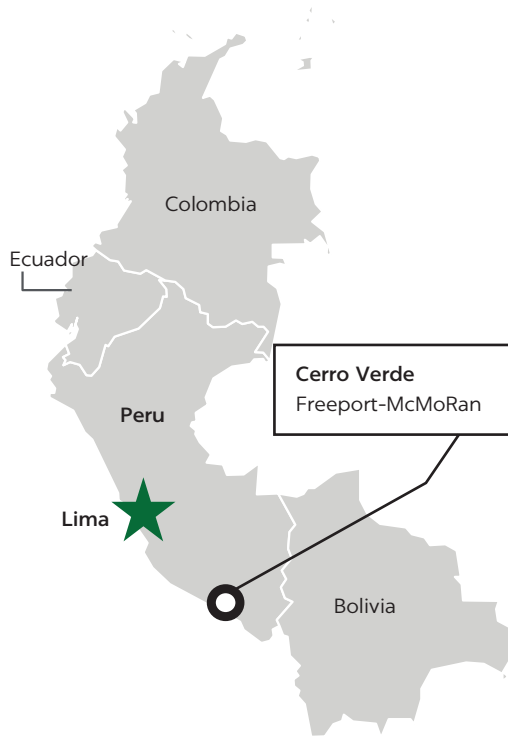 Colombia
Ecuador
Cerro Verde
Freeport-McMoRan
Peru
Lima
Bolivia